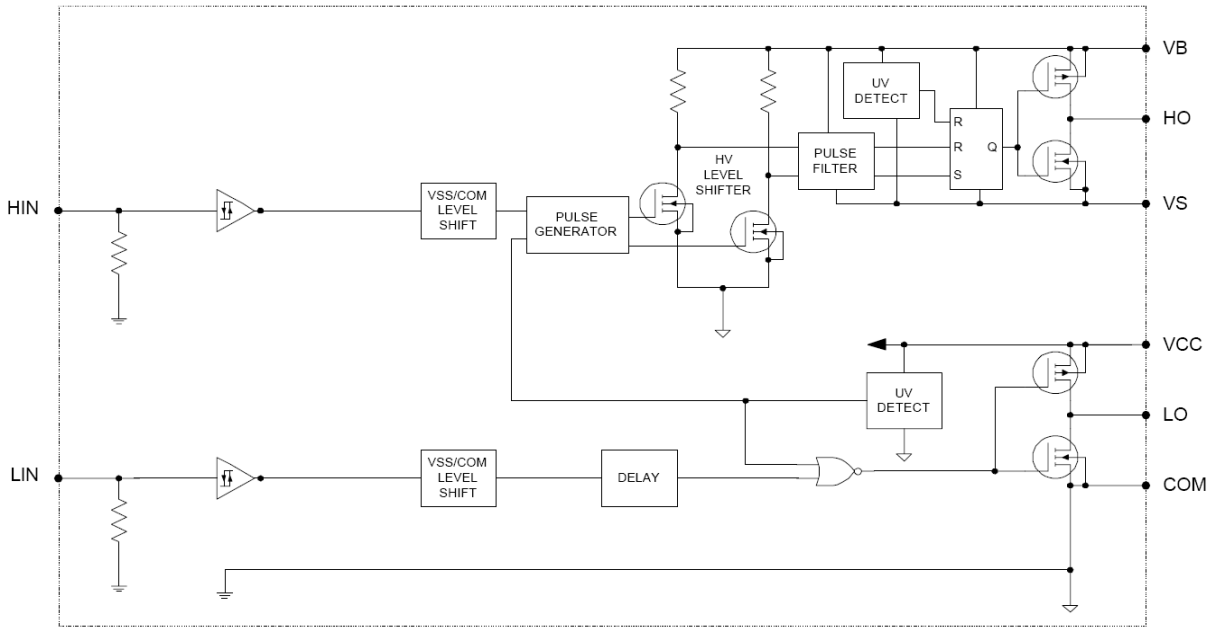 VB
UV
DETECT
HO
R
R
Q
S
PULSE
FILTER
HV
LEVEL
SHIFTER
VS
HIN
VSS/COM
LEVEL
SHIFT
PULSE
GENERATOR
VCC
UV
DETECT
LO
LIN
VSS/COM
LEVEL
SHIFT
DELAY
COM